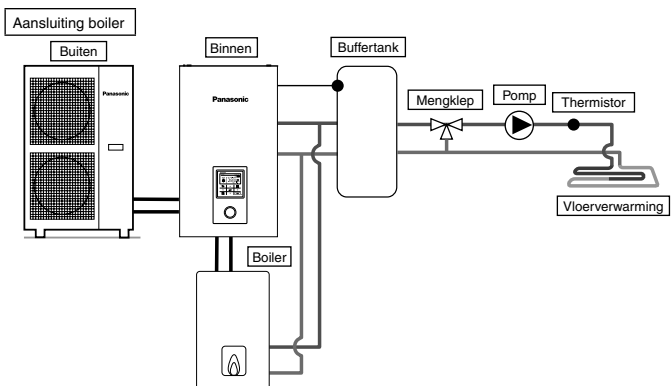 Aansluiting boiler
Buiten
Binnen
Buffertank
Mengklep
Pomp
Thermistor
Panasonic
Panasonic
Vloerverwarming
Boiler